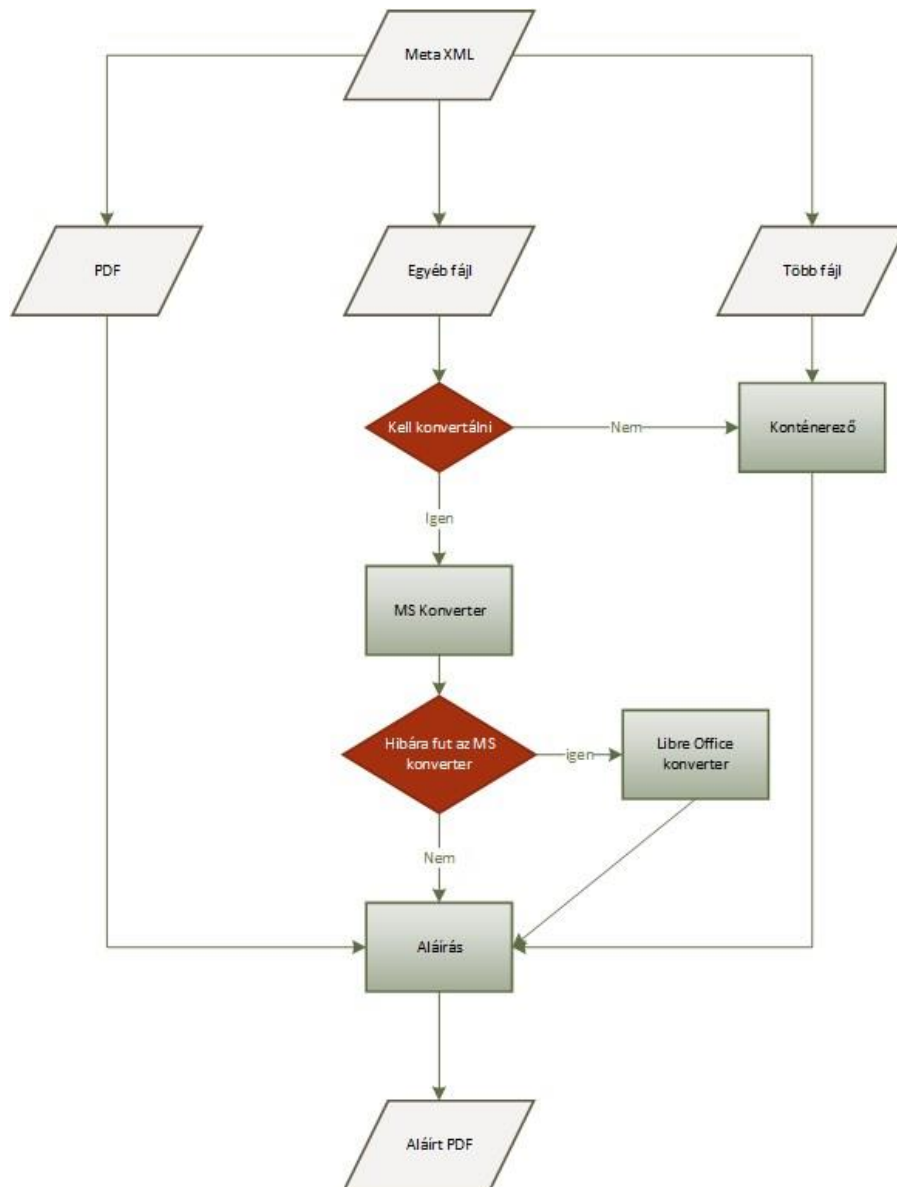 Meta XML
PDF
Egyéb fájl
Több fájl
Kell konvertálni
Nem
Konténerező
Igen
MS Konverter
Hibára fut az MS
konverter
igen
Libre Office
konverter
Nem
Aláírás
Aláírt PDF